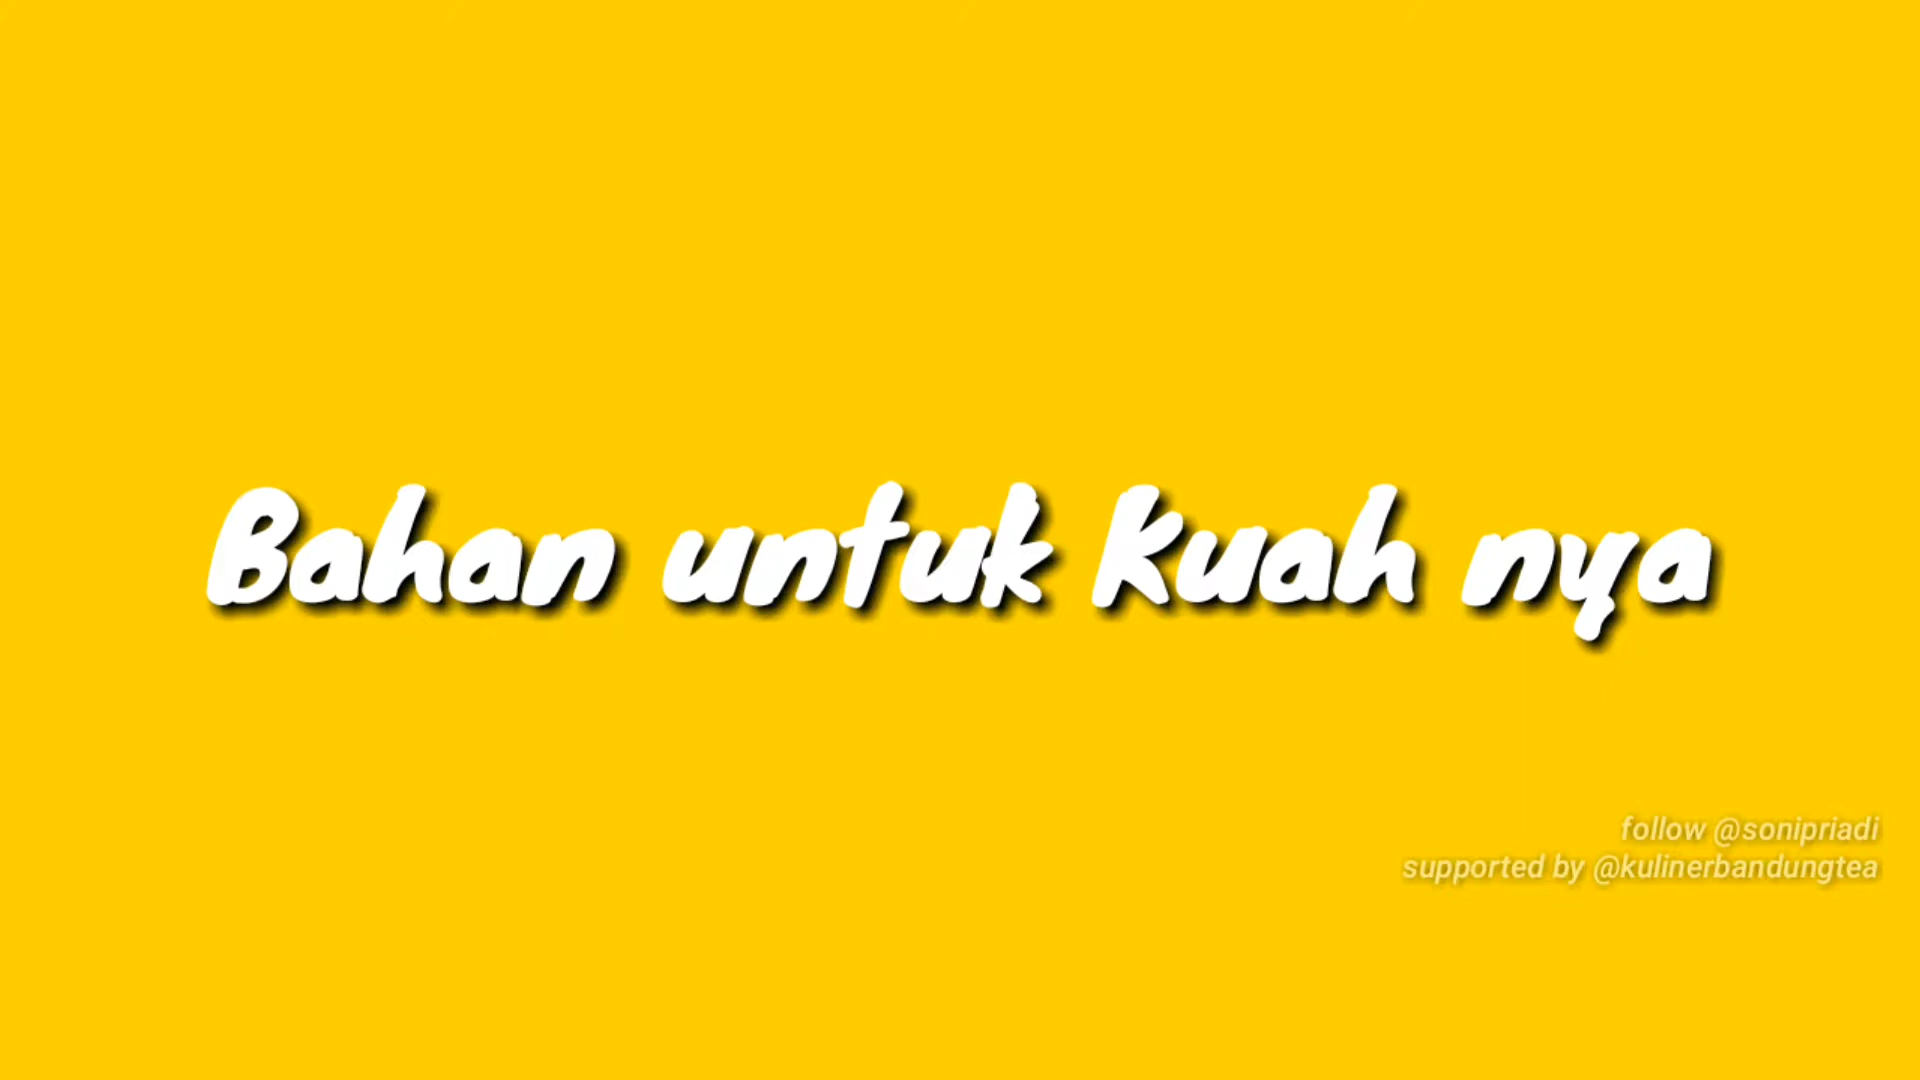 Bahan untuk Kuah nya
follow @sonipriadi
supported by @kulinerbandungtea